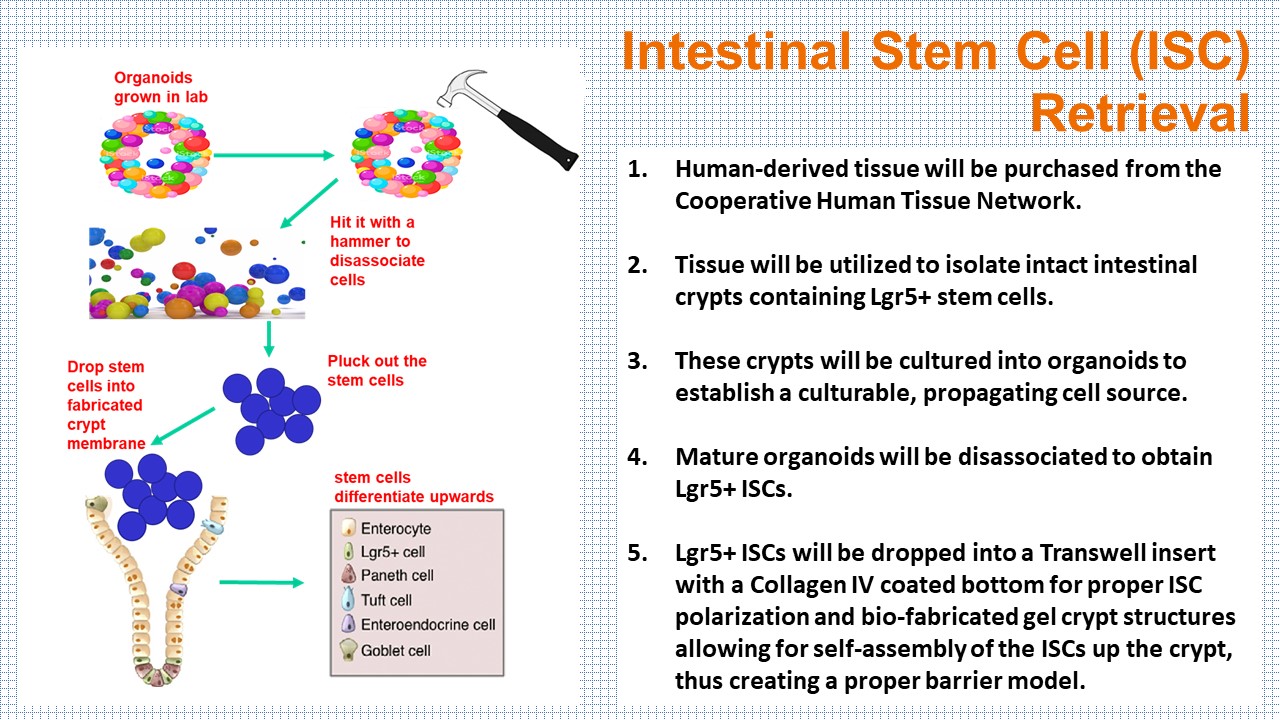 Intestinal Stem Cell (ISC)
Retrieval
Organoids
grown in lab
Stock
Stock
Stock
Stock
Hit it with a
hammer to
disassociate
cells
Pluck out the
stem cells
Drop stem
cells into
fabricated
crypt
membrane
stem cells
differentiate upwards
Enterocyte
Lgr5+ cell
Paneth cell
Tuft cell
Enteroendocrine cell
Goblet cell
1. Human-derived tissue will be purchased from the
Cooperative Human Tissue Network.
2. Tissue will be utilized to isolate intact intestinal
crypts containing Lgr5+ stem cells.
3. These crypts will be cultured into organoids to
establish a culturable, propagating cell source.
4. Mature organoids will be disassociated to obtain
Lgr5+ ISCs.
5. Lgr5+ ISCs will be dropped into a Transwell insert
with a Collagen IV coated bottom for proper ISC
polarization and bio-fabricated gel crypt structures
allowing for self-assembly of the ISCs up the crypt,
thus creating a proper barrier model.